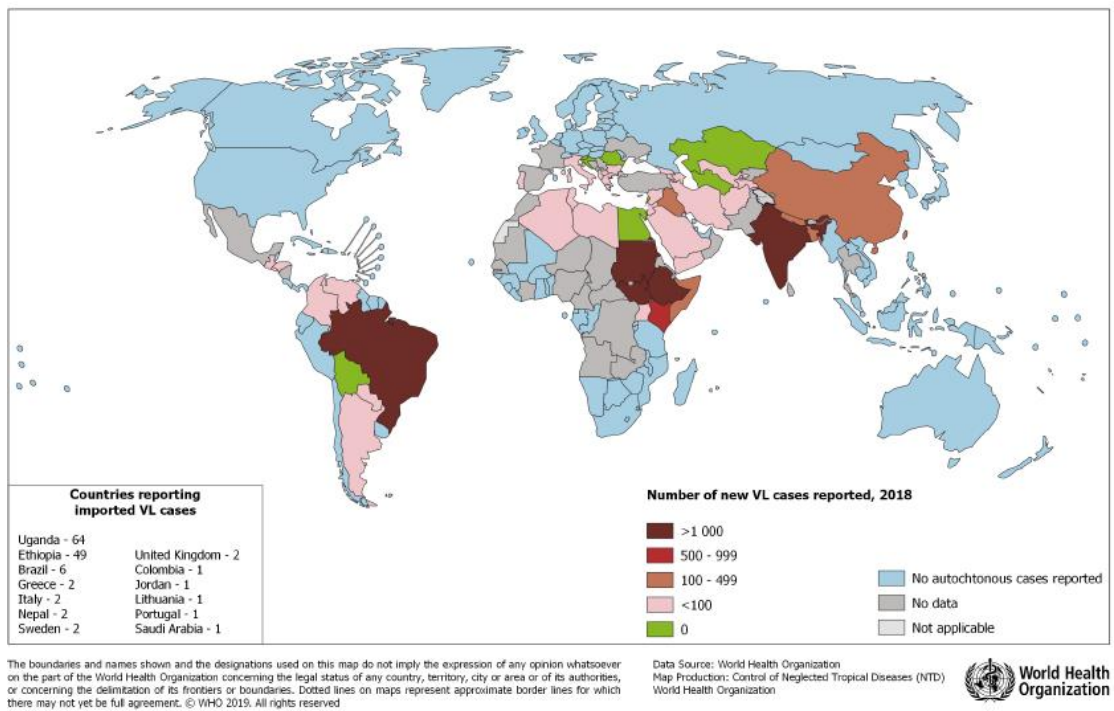 Countries reporting
imported VL cases
Uganda - 64
Ethiopia - 49
Brazil - 6
Greece - 2
Italy - 2
Nepal - 2
Sweden - 2
United Kingdom - 2
Colombia - 1
Jordan - 1
Lithuania - 1
Portugal - 1
Saudi Arabia - 1
Number of new VL cases reported, 2018
>1 000
500 - 999
100 - 499
<100
0
No autochtonous cases reported
No data
Not applicable
The boundaries and names shown and the designations used on this map do not imply the expression of any opinion whatsoever
on the part of the World Health Organization concerning the legal status of any country, territory, city or area or of its authorities,
or concerning the delimitation of its frontiers or boundaries. Dotted lines on maps represent approximate border lines for which
there may not yet be full agreement. © WHO 2019. All rights reserved
Data Source: World Health Organization
Map Production: Control of Neglected Tropical Diseases (NTD)
World Health Organization
World Health
Organization